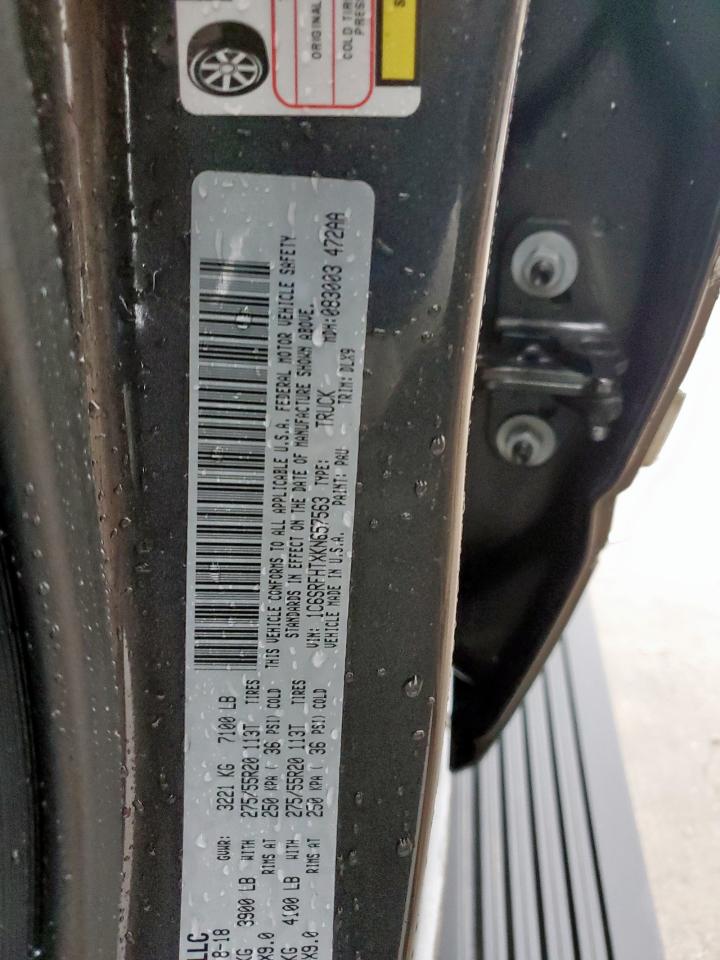 ORIGINAL
COLD TIRE
PRESS
S
LLC
8-18
GVWR: 3221 KG 7100 LB
KG 3900 LB WITH 275/55R20 113T TIRES
X9.0 RIMS AT 250 KPA ( 36 PSI) COLD
KG 4100 LB WITH 275/55R20 113T TIRES
X9.0 RIMS AT 250 KPA ( 36 PSI) COLD
THIS VEHICLE CONFORMS TO ALL APPLICABLE U.S.A. FEDERAL MOTOR VEHICLE SAFETY
STANDARDS IN EFFECT ON THE DATE OF MANUFACTURE SHOWN ABOVE.
VIN: 1C6SRFHTXKN657563 TYPE: TRUCK MDH:083003 472AA
VEHICLE MADE IN U.S.A. PAINT: PAU TRIM: DLX9